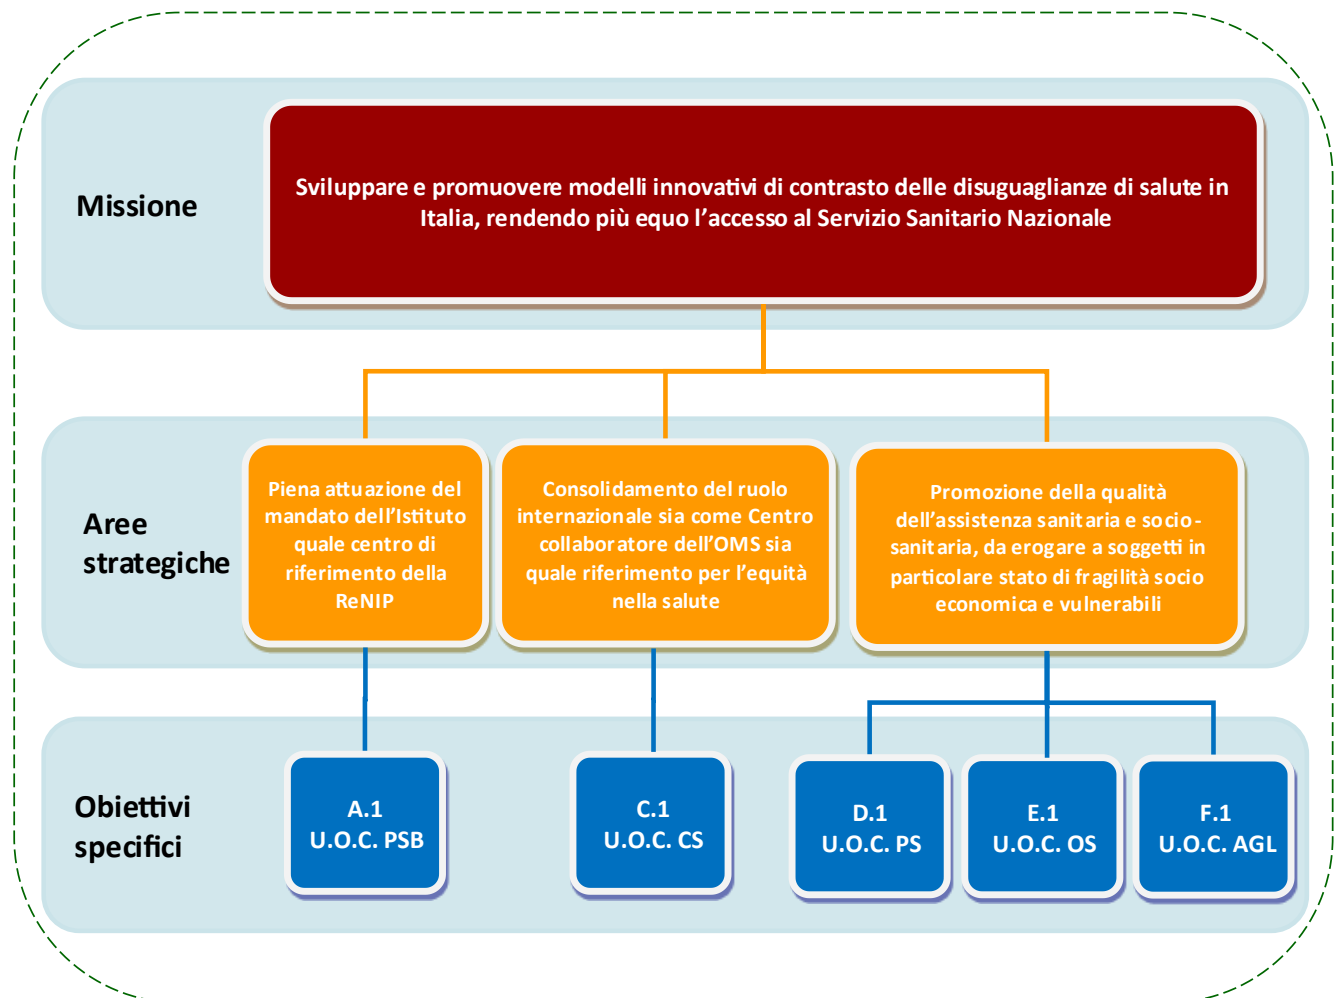 Missione
Sviluppare e promuovere modelli innovativi di contrasto delle disuguaglianze di salute in
Italia, rendendo più equo l’accesso al Servizio Sanitario Nazionale
Aree
strategiche
Piena attuazione del
mandato dell’Istituto
quale centro di
riferimento della
ReNIP
Consolidamento del ruolo
internazionale sia come Centro
collaboratore dell’OMS sia
quale riferimento per l’equità
nella salute
Promozione della qualità
dell’assistenza sanitaria e socio-
sanitaria, da erogare a soggetti in
particolare stato di fragilità socio
economica e vulnerabili
Obiettivi
specifici
A.1
U.O.C. PSB
C.1
U.O.C. CS
D.1
U.O.C. PS
E.1
U.O.C. OS
F.1
U.O.C. AGL